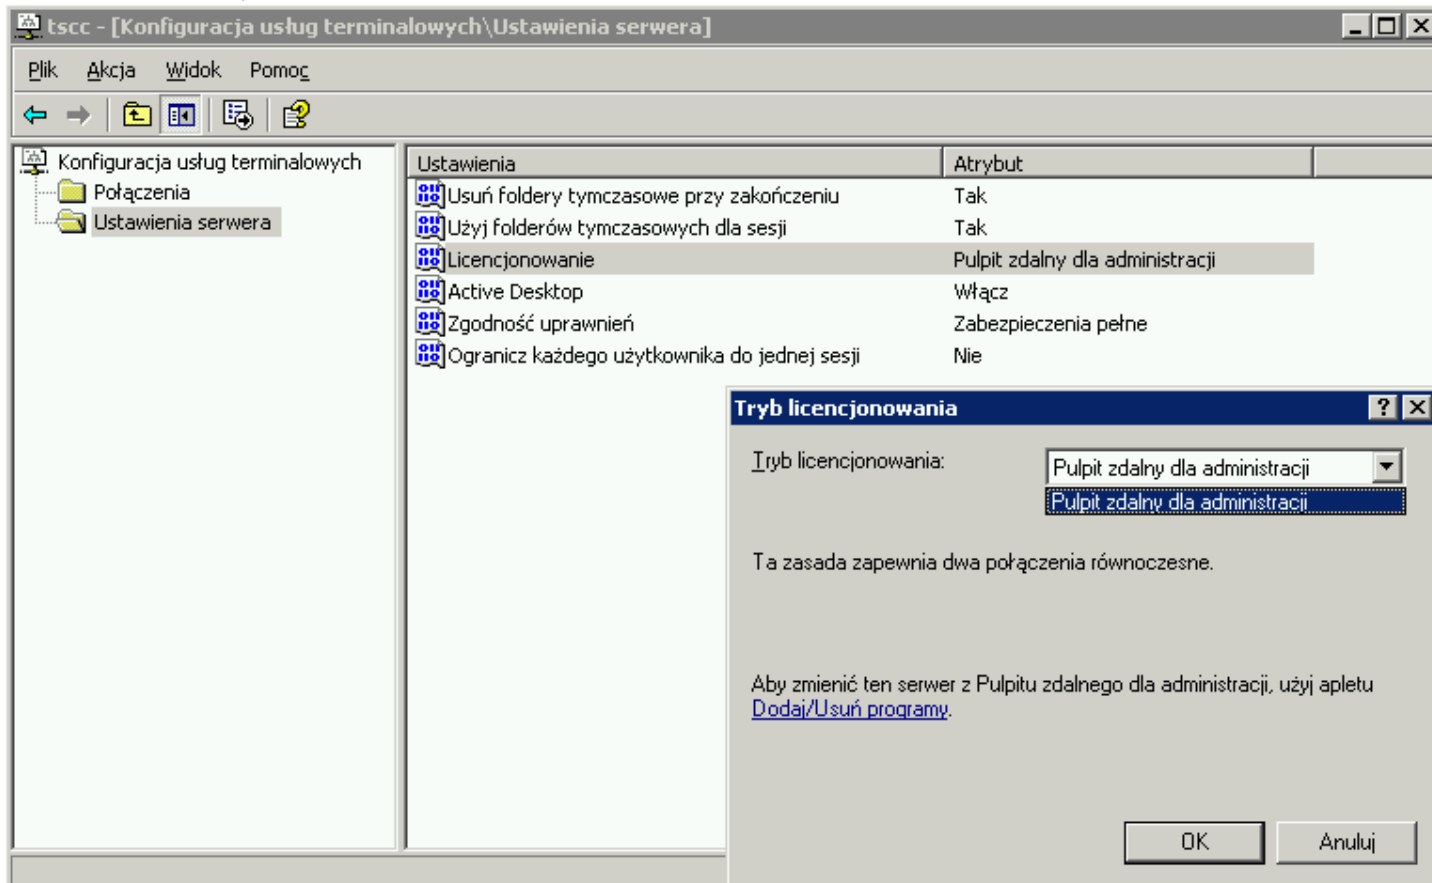 tscc - [Konfiguracja usług terminalowych\Ustawienia serwera]
Plik Akcja Widok Pomoc
Konfiguracja usług terminalowych
Połączenia
Ustawienia serwera
Ustawienia Atrybut
Usuń foldery tymczasowe przy zakończeniu Tak
Użyj folderów tymczasowych dla sesji Tak
Licencjonowanie Pulpit zdalny dla administracji
Active Desktop Włącz
Zgodność uprawnień Zabezpieczenia pełne
Ogranicz każdego użytkownika do jednej sesji Nie
Tryb licencjonowania
Tryb licencjonowania: Pulpit zdalny dla administracji
Pulpit zdalny dla administracji
Ta zasada zapewnia dwa połączenia równoczesne.
Aby zmienić ten serwer z Pulpitu zdalnego dla administracji, użyj apletu
Dodaj/Usuń programy.
OK Anuluj